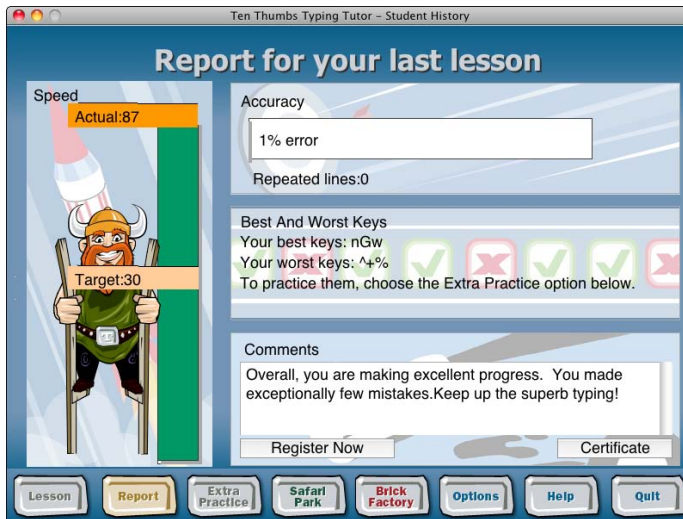 Ten Thumbs Typing Tutor - Student History
Report for your last lesson
Speed
Actual:87
Target:30
Accuracy
1% error
Repeated lines:0
Best And Worst Keys
Your best keys: nGw
Your worst keys: ^+%
To practice them, choose the Extra Practice option below.
Comments
Overall, you are making excellent progress.  You made
exceptionally few mistakes.Keep up the superb typing!
Register Now
Certificate
Lesson
Report
Extra
Practice
Safari
Park
Brick
Factory
Options
Help
Quit